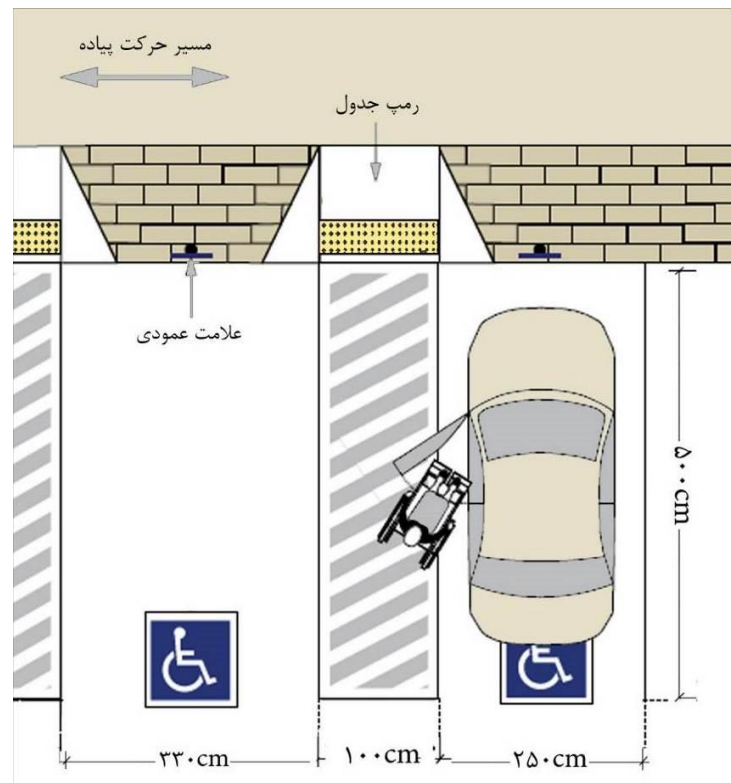 مسیر حرکت پیاده
رمپ جدول
علامت عمودی
۵۰۰cm
۳۳۰cm
۱۰۰cm
۲۵۰cm